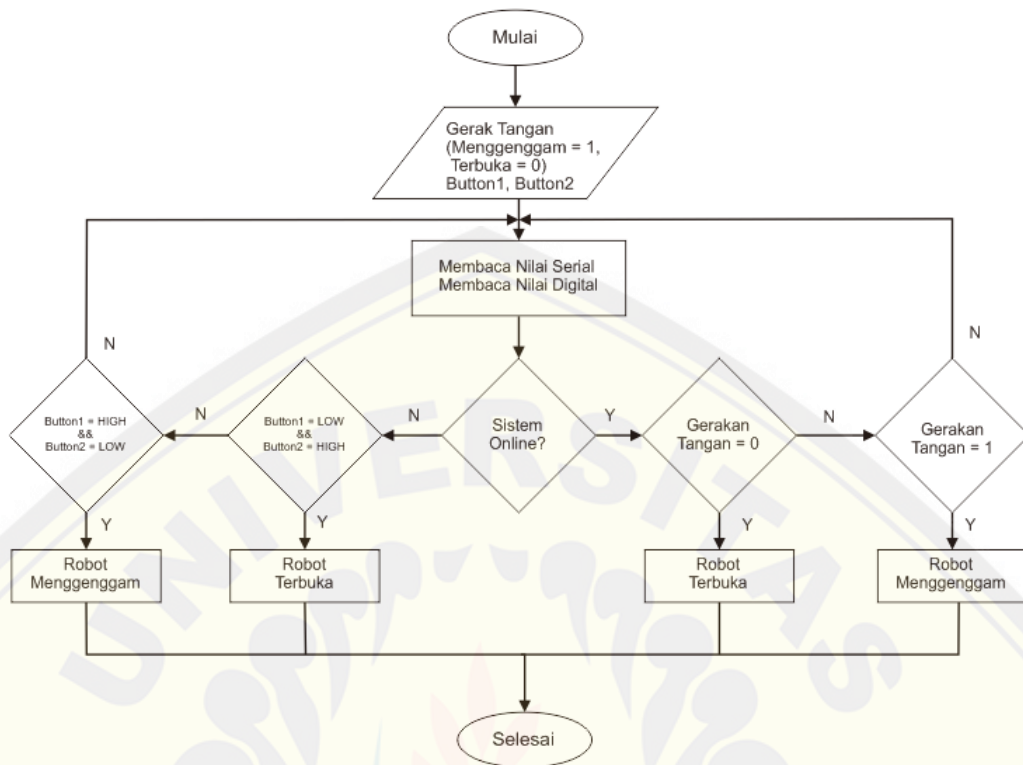 Mulai
Gerak Tangan
(Menggenggam = 1,
Terbuka = 0)
Button1, Button2
Membaca Nilai Serial
Membaca Nilai Digital
N
N
Button1 = HIGH
&&
Button2 = LOW
N
Button1 = LOW
&&
Button2 = HIGH
N
Sistem
Online?
Y
Gerakan
Tangan = 0
N
Gerakan
Tangan = 1
Y
Y
Y
Y
Robot
Menggenggam
Robot
Terbuka
Robot
Terbuka
Robot
Menggenggam
Selesai
UNIVERSITAS